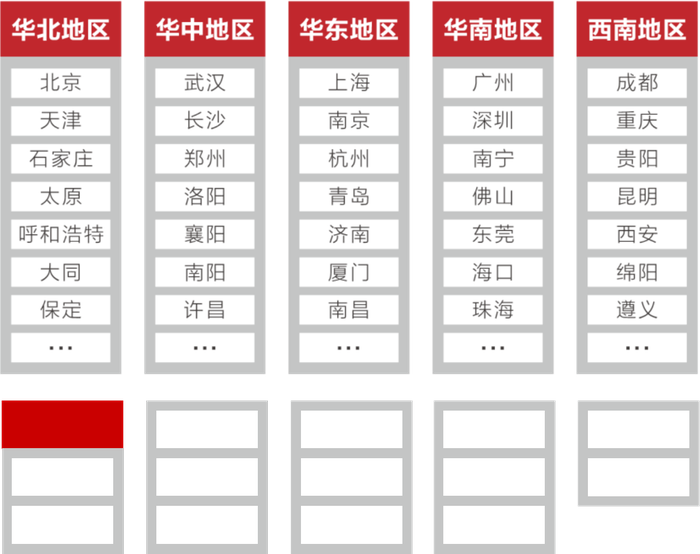 华北地区
北京
天津
石家庄
太原
呼和浩特
大同
保定
...
华中地区
武汉
长沙
郑州
洛阳
襄阳
南阳
许昌
...
华东地区
上海
南京
杭州
青岛
济南
厦门
南昌
...
华南地区
广州
深圳
南宁
佛山
东莞
海口
珠海
...
西南地区
成都
重庆
贵阳
昆明
西安
绵阳
遵义
...